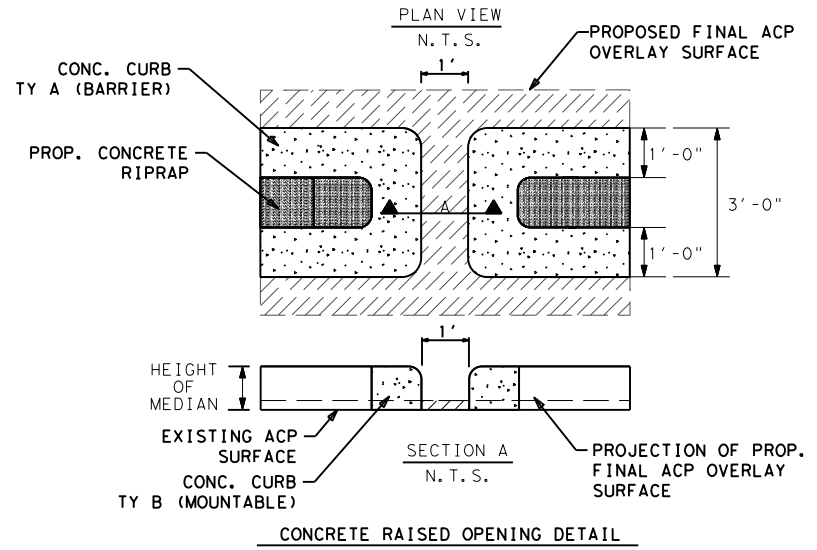 PLAN VIEW
N.T.S.
PROPOSED FINAL ACP
OVERLAY SURFACE
1'
CONC. CURB
TY A (BARRIER)
PROP. CONCRETE
RIPRAP
1'-0"
3'-0"
A
1'-0"
1'
HEIGHT
OF
MEDIAN
EXISTING ACP
SURFACE
CONC. CURB
TY B (MOUNTABLE)
SECTION A
N.T.S.
PROJECTION OF PROP.
FINAL ACP OVERLAY
SURFACE
CONCRETE RAISED OPENING DETAIL